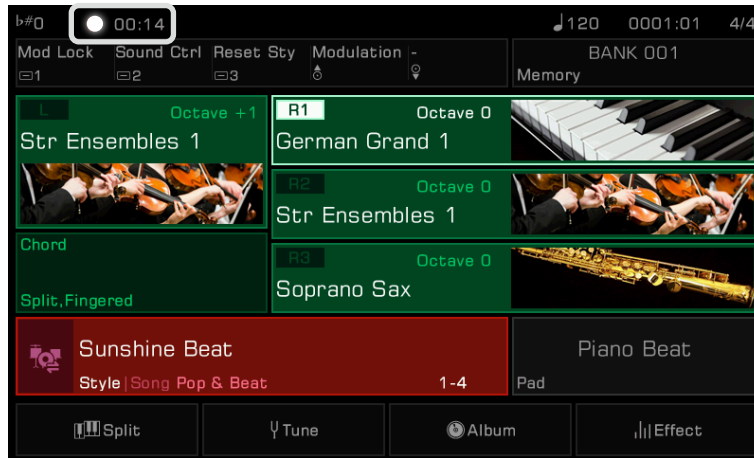 b#0 00:14 ♩120 0001:01 4/4
Mod Lock Sound Ctrl Reset Sty Modulation -
1 2 3
BANK 001
Memory
L Octave +1
Str Ensembles 1
R1 Octave 0
German Grand 1
R2 Octave 0
Str Ensembles 1
Chord
Split,Fingered
R3 Octave 0
Soprano Sax
Sunshine Beat
Style|Song Pop & Beat 1-4
Piano Beat
Pad
Split Tune Album Effect